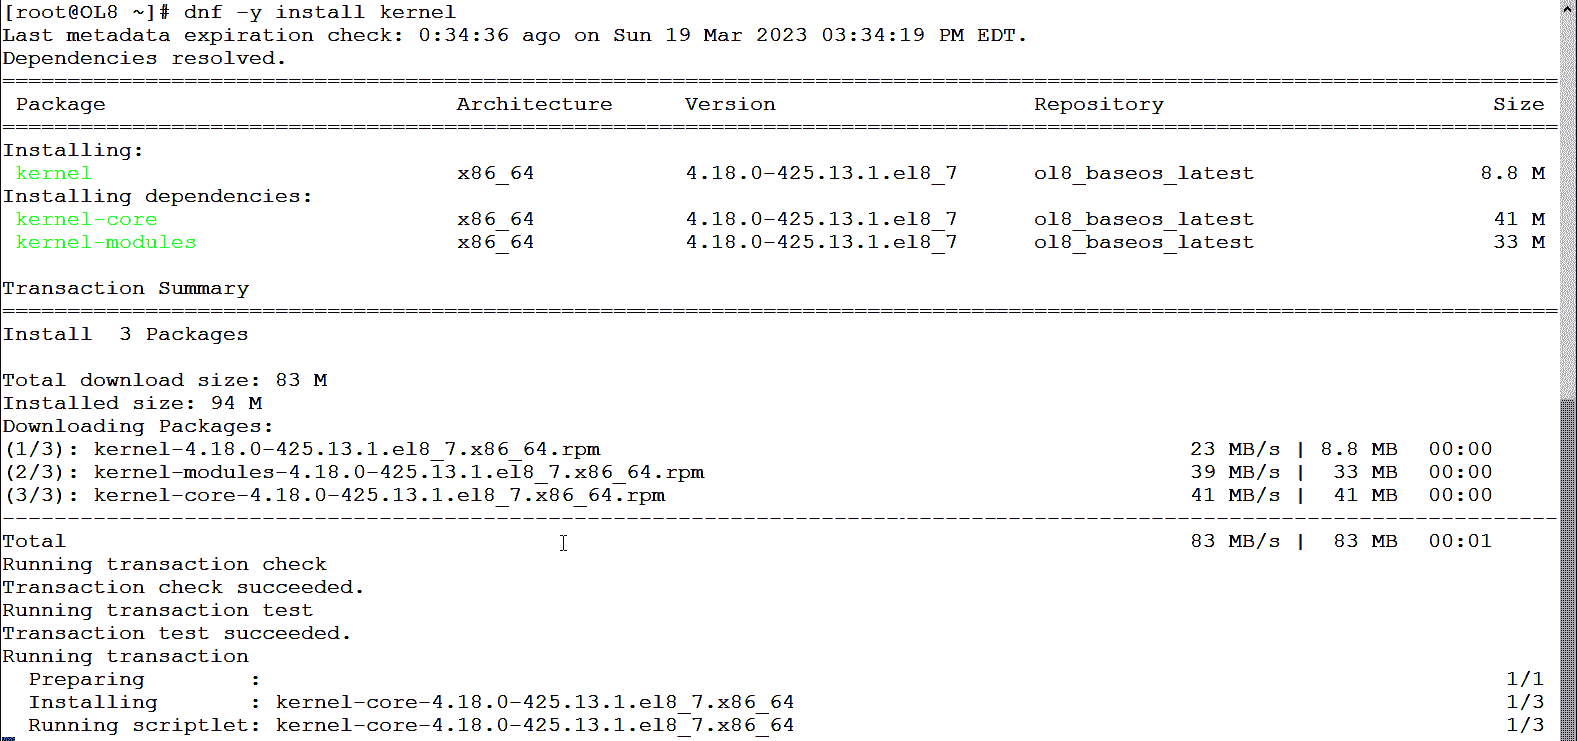 [root@OL8 ~]# dnf -y install kernel
Last metadata expiration check: 0:34:36 ago on Sun 19 Mar 2023 03:34:19 PM EDT.
Dependencies resolved.
================================================================================
Package Architecture Version Repository Size
================================================================================
Installing:
kernel x86_64 4.18.0-425.13.1.el8_7 ol8_baseos_latest 8.8 M
Installing dependencies:
kernel-core x86_64 4.18.0-425.13.1.el8_7 ol8_baseos_latest 41 M
kernel-modules x86_64 4.18.0-425.13.1.el8_7 ol8_baseos_latest 33 M
Transaction Summary
================================================================================
Install 3 Packages
Total download size: 83 M
Installed size: 94 M
Downloading Packages:
(1/3): kernel-4.18.0-425.13.1.el8_7.x86_64.rpm 23 MB/s | 8.8 MB 00:00
(2/3): kernel-modules-4.18.0-425.13.1.el8_7.x86_64.rpm 39 MB/s | 33 MB 00:00
(3/3): kernel-core-4.18.0-425.13.1.el8_7.x86_64.rpm 41 MB/s | 41 MB 00:00
--------------------------------------------------------------------------------
Total 83 MB/s | 83 MB 00:01
Running transaction check
Transaction check succeeded.
Running transaction test
Transaction test succeeded.
Running transaction
Preparing : 1/1
Installing : kernel-core-4.18.0-425.13.1.el8_7.x86_64 1/3
Running scriptlet: kernel-core-4.18.0-425.13.1.el8_7.x86_64 1/3